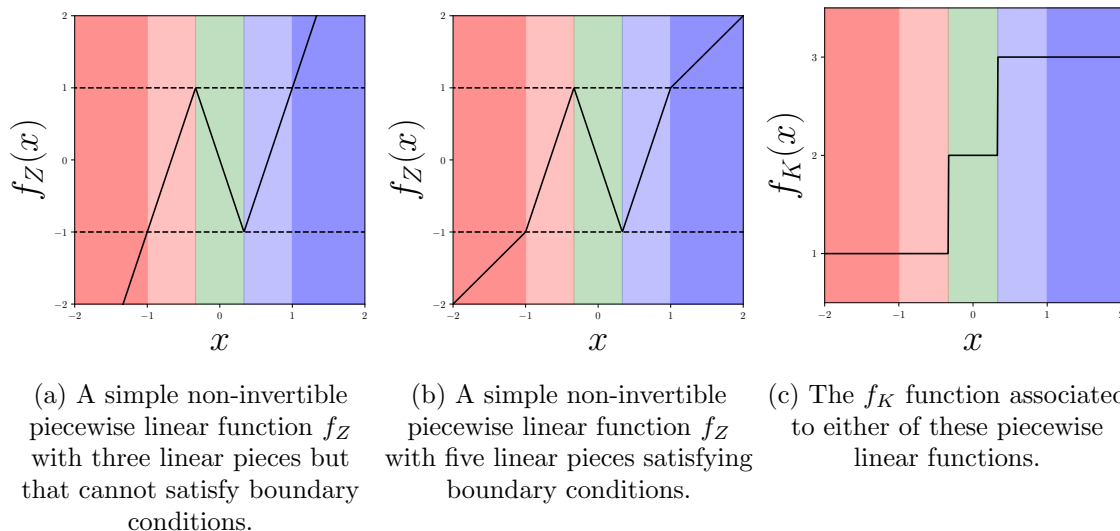 2
1
0
−1
−2
−2
−1
0
1
2
f_Z(x)
x
2
1
0
−1
−2
−2
−1
0
1
2
f_Z(x)
x
3
2
1
−2
−1
0
1
2
f_K(x)
x
(a) A simple non-invertible
piecewise linear function f_Z
with three linear pieces but
that cannot satisfy boundary
conditions.
(b) A simple non-invertible
piecewise linear function f_Z
with five linear pieces satisfying
boundary conditions.
(c) The f_K function associated
to either of these piecewise
linear functions.